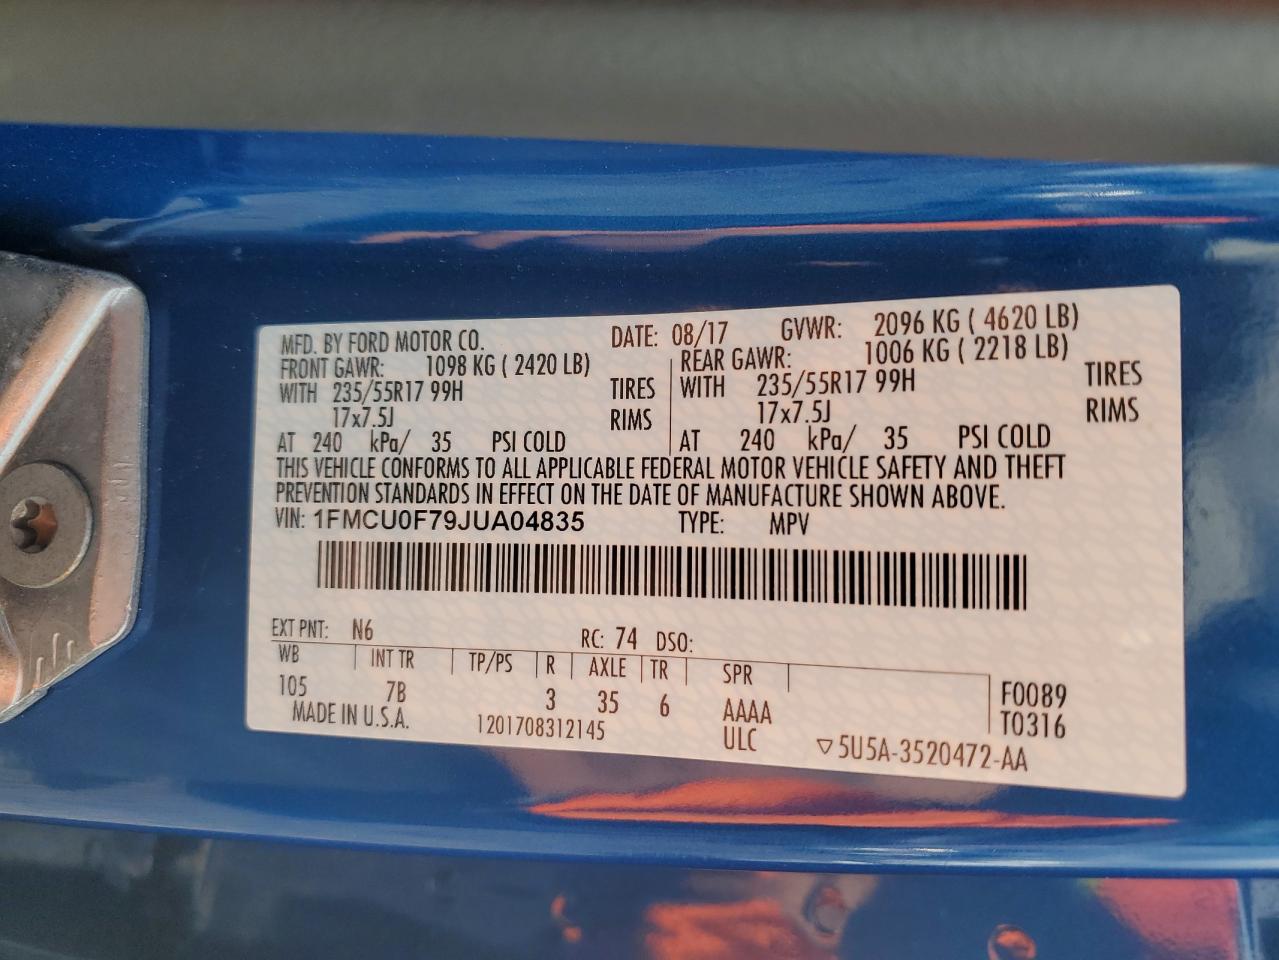 MFD. BY FORD MOTOR CO. DATE: 08/17 GVWR: 2096 KG ( 4620 LB)
FRONT GAWR: 1098 KG ( 2420 LB) REAR GAWR: 1006 KG ( 2218 LB)
WITH 235/55R17 99H TIRES WITH 235/55R17 99H TIRES
17x7.5J RIMS 17x7.5J RIMS
AT 240 kPa/ 35 PSI COLD AT 240 kPa/ 35 PSI COLD
THIS VEHICLE CONFORMS TO ALL APPLICABLE FEDERAL MOTOR VEHICLE SAFETY AND THEFT
PREVENTION STANDARDS IN EFFECT ON THE DATE OF MANUFACTURE SHOWN ABOVE.
VIN: 1FMCU0F79JUA04835 TYPE: MPV
EXT PNT: N6 RC: 74 DSO:
WB INT TR TP/PS R AXLE TR SPR
105 7B 3 35 6 AAAA F0089
MADE IN U.S.A. 1201708312145 ULC T0316
▽5U5A-3520472-AA